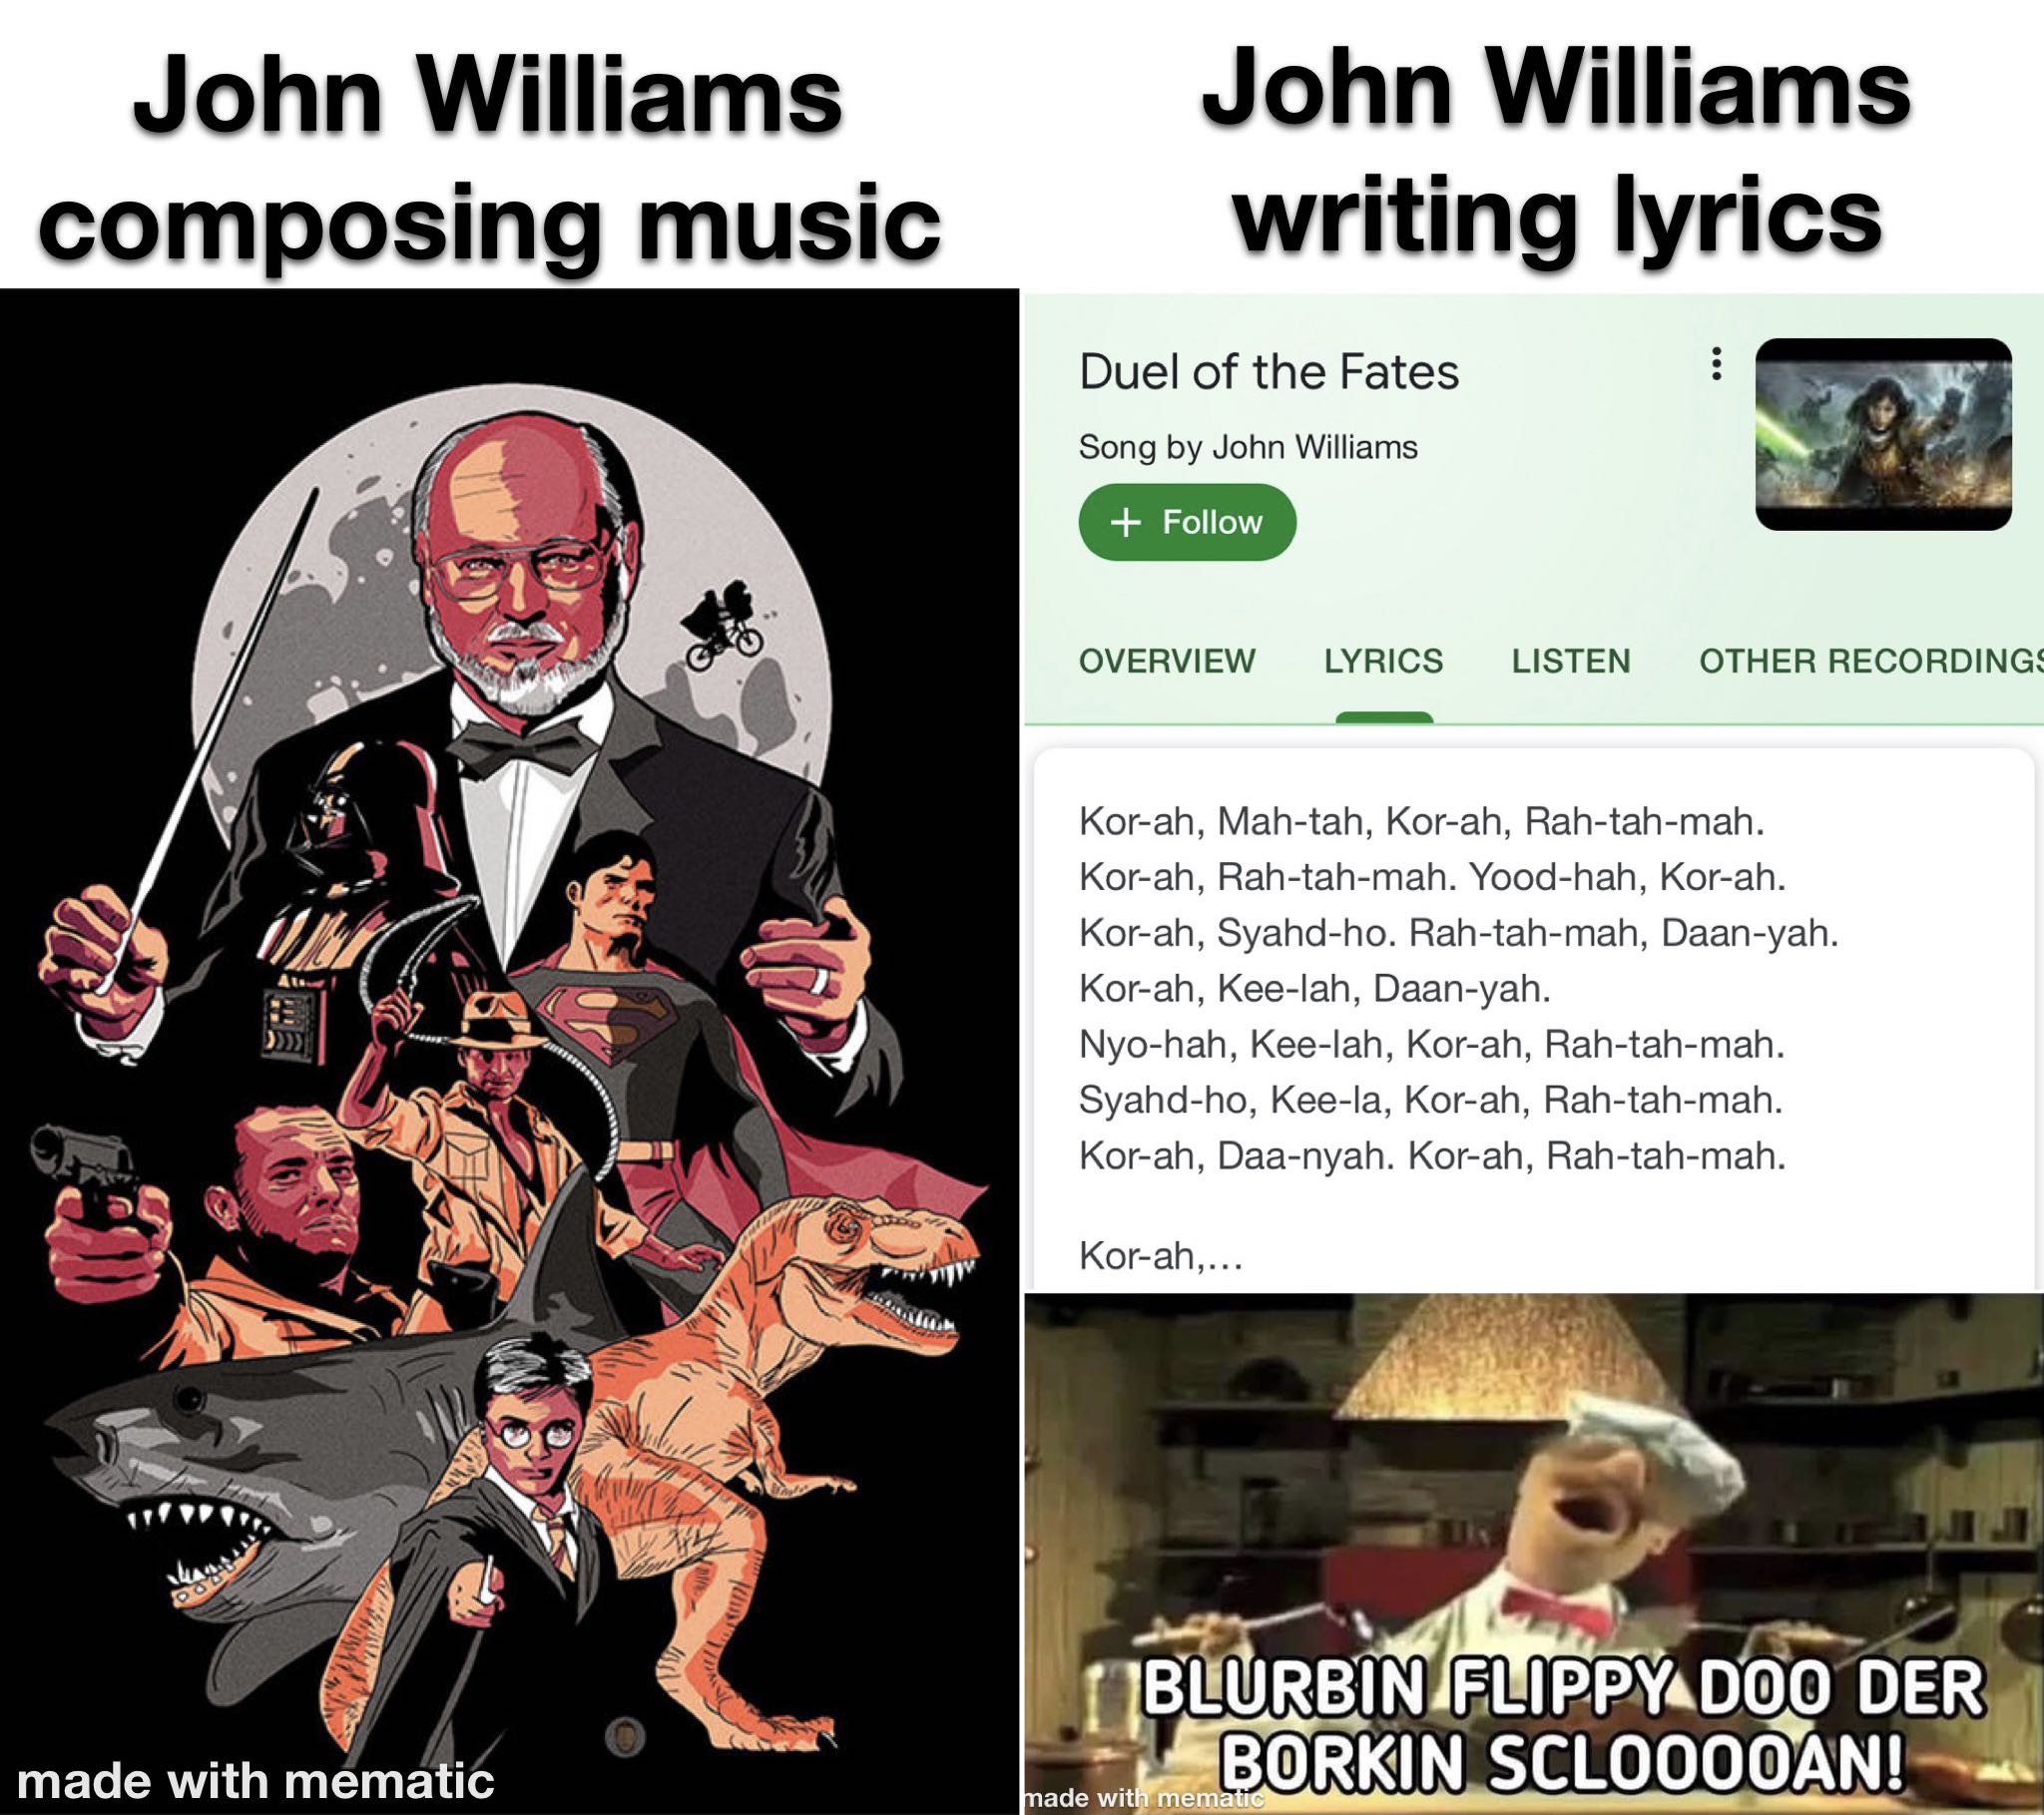 John Williams
composing music
made with mematic
John Williams
writing lyrics
Duel of the Fates
Song by John Williams
+ Follow
OVERVIEW LYRICS LISTEN OTHER RECORDINGS
Kor-ah, Mah-tah, Kor-ah, Rah-tah-mah.
Kor-ah, Rah-tah-mah. Yood-hah, Kor-ah.
Kor-ah, Syahd-ho. Rah-tah-mah, Daan-yah.
Kor-ah, Kee-lah, Daan-yah.
Nyo-hah, Kee-lah, Kor-ah, Rah-tah-mah.
Syahd-ho, Kee-la, Kor-ah, Rah-tah-mah.
Kor-ah, Daa-nyah. Kor-ah, Rah-tah-mah.
Kor-ah,...
BLURBIN FLIPPY DOO DER
BORKIN SCLOOOOAN!
made with mematic